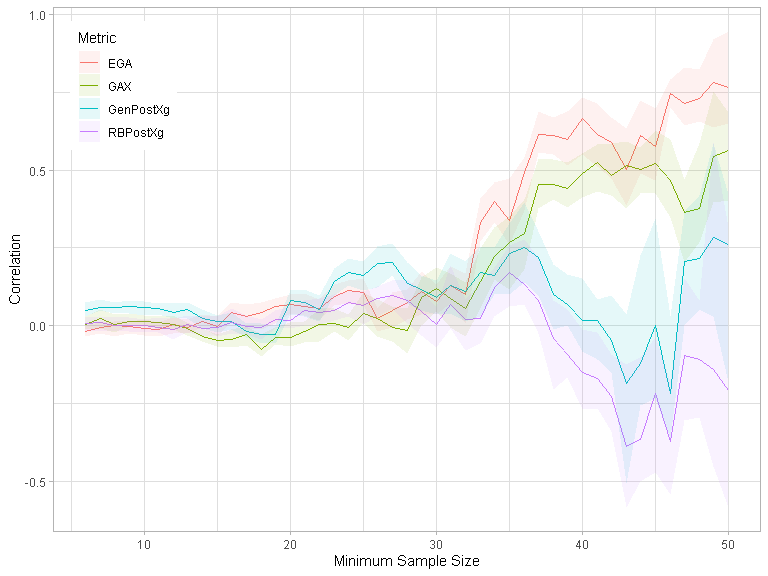 1.0
0.5
0.0
-0.5
Correlation
Metric
EGA
GAX
GenPostXg
RBPostXg
10
20
30
40
50
Minimum Sample Size